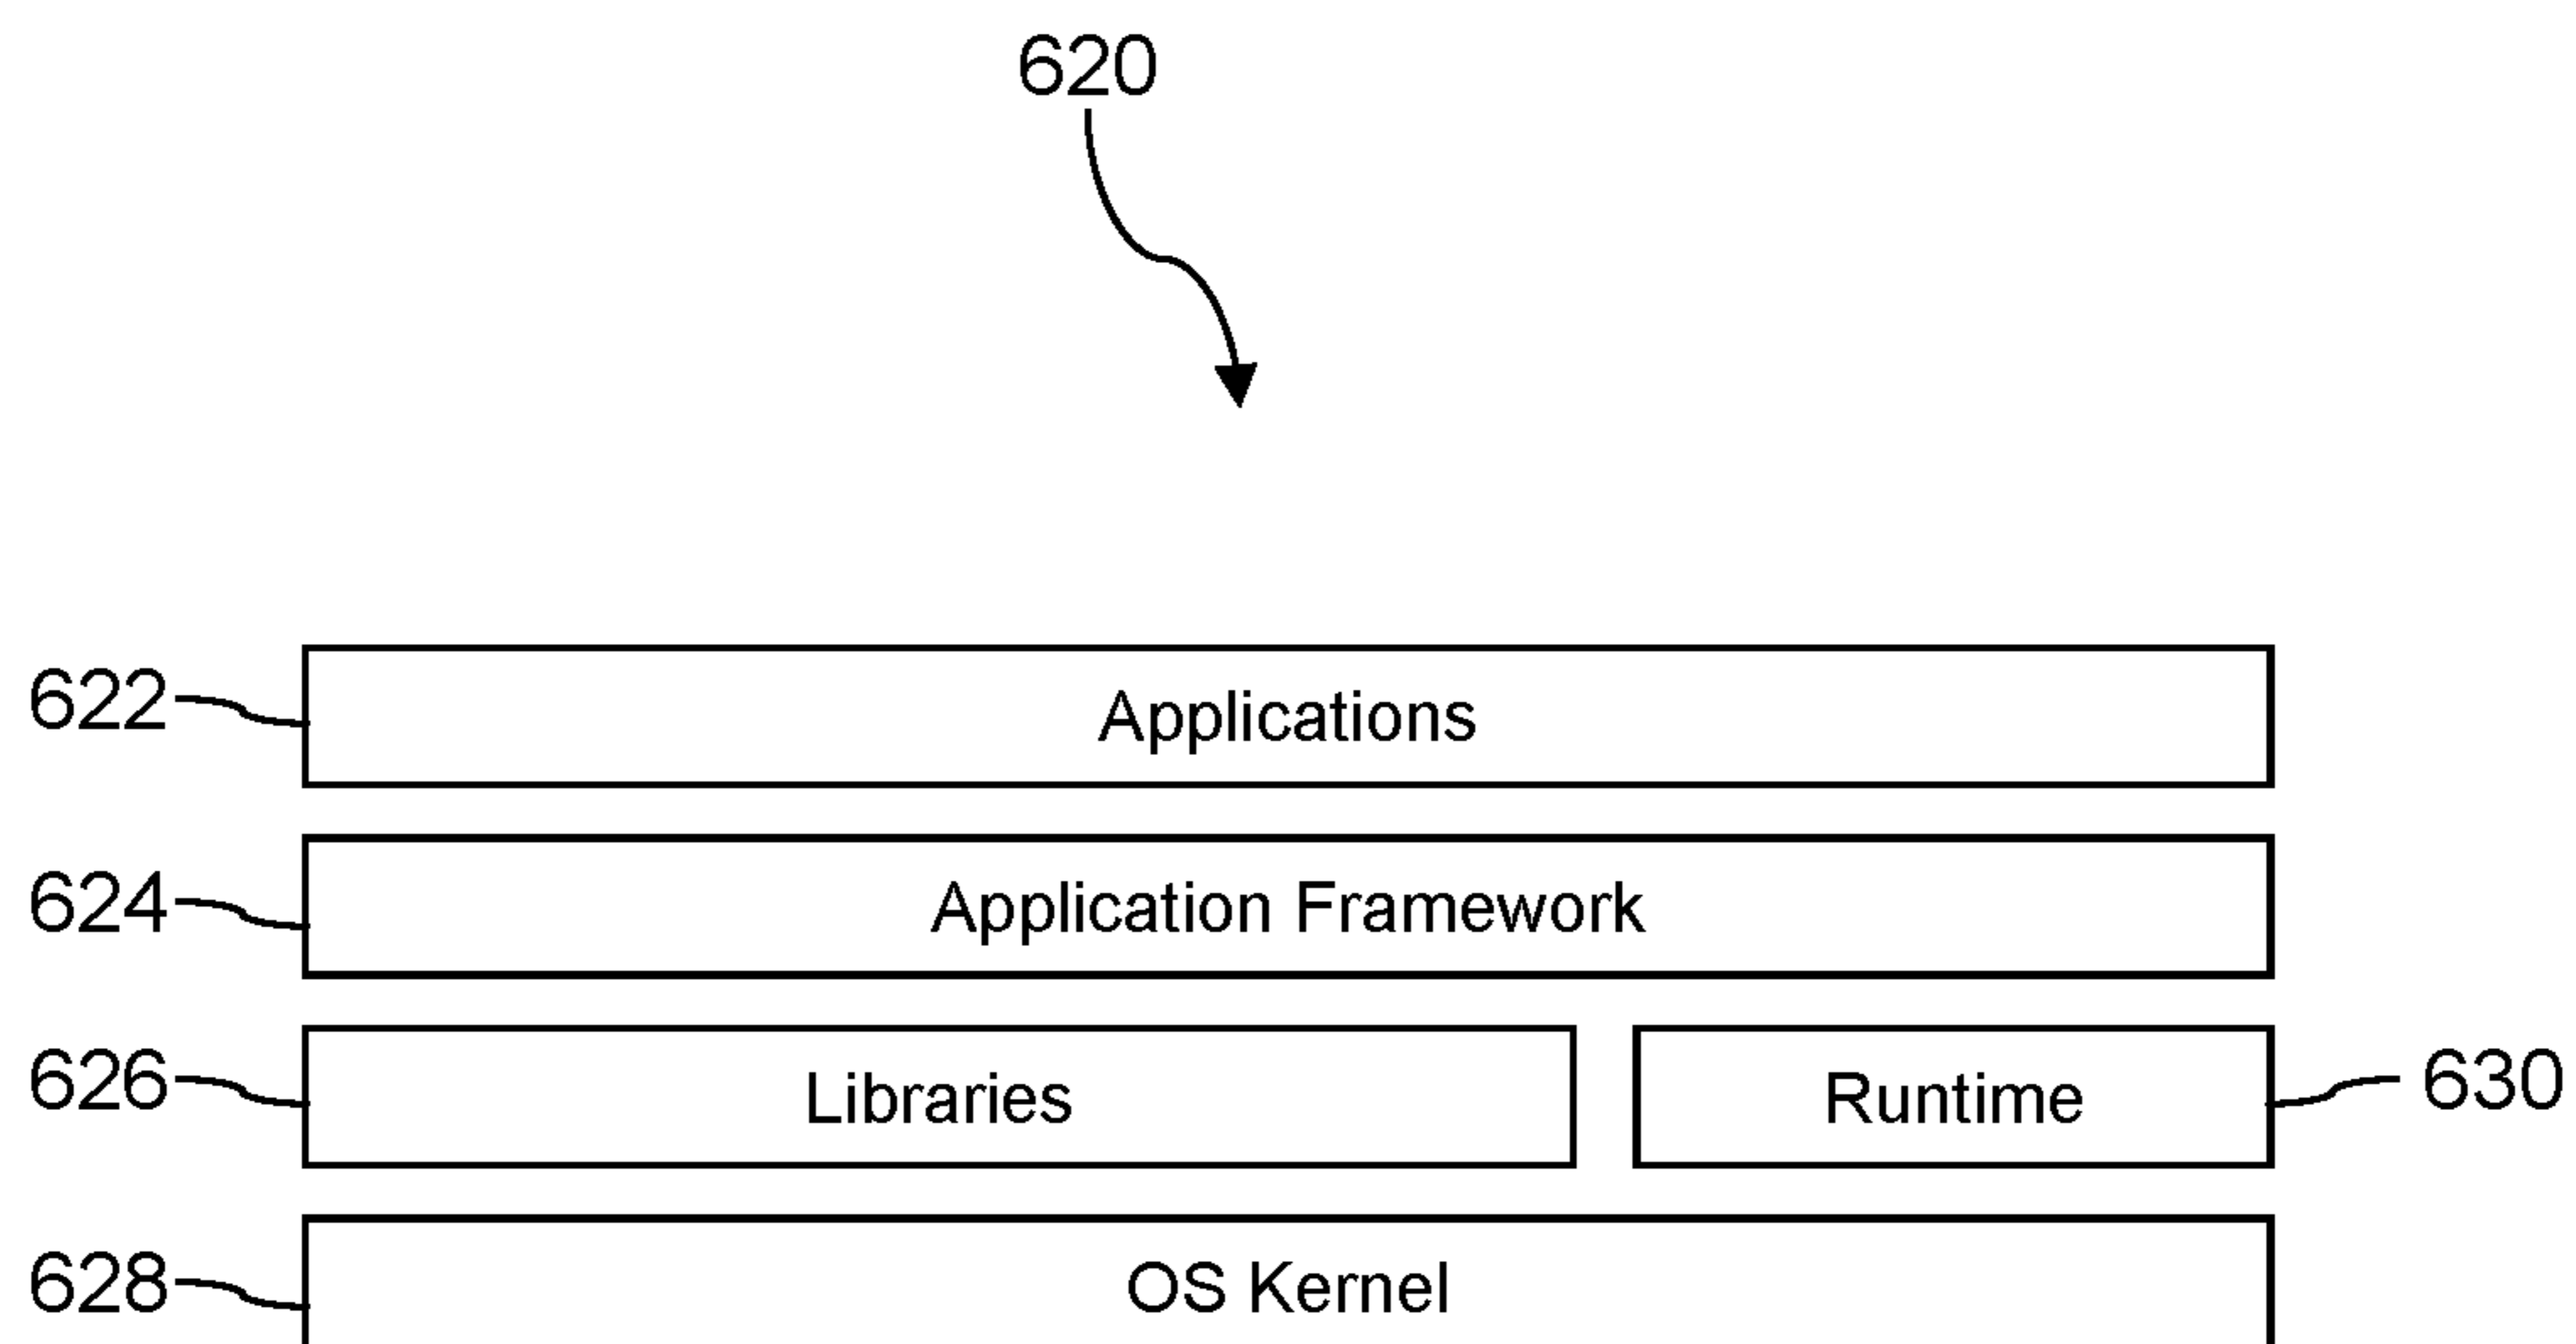 620
622 Applications
624 Application Framework
626 Libraries Runtime 630
628 OS Kernel